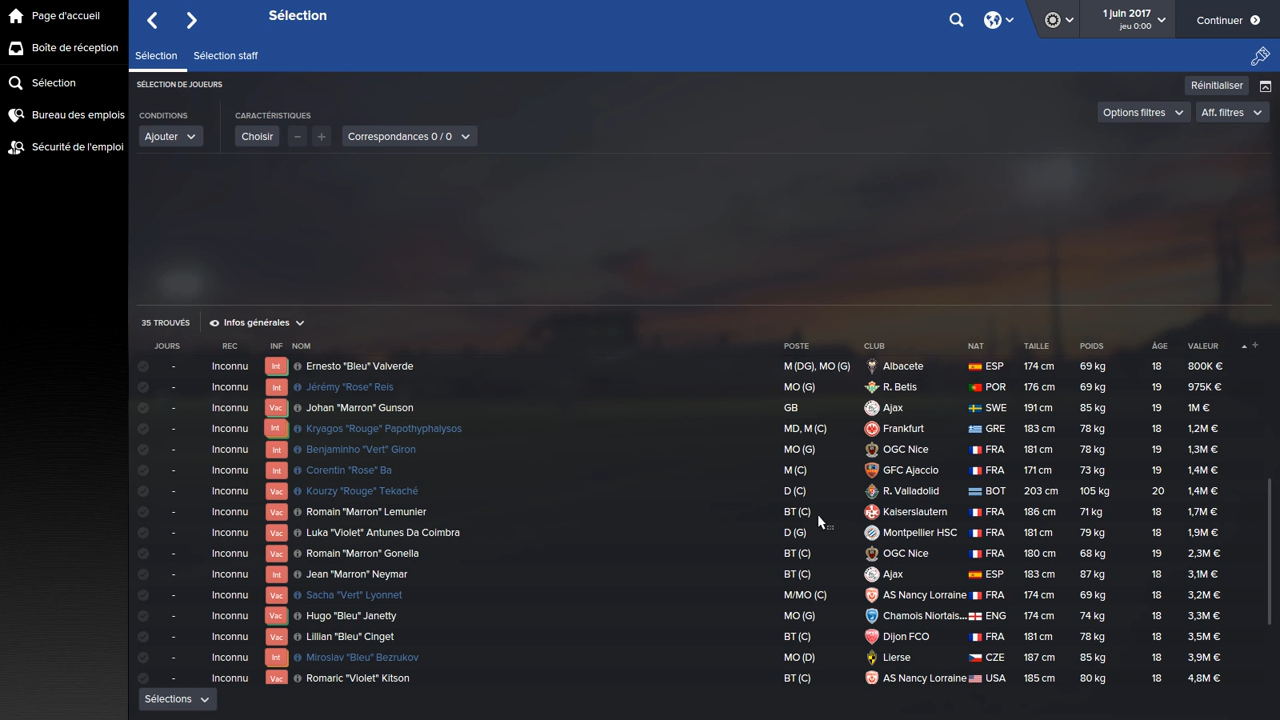 Page d'accueil
Boîte de réception
Sélection
Bureau des emplois
Sécurité de l'emploi
Sélection
1 juin 2017
jeu 0:00
Continuer
Sélection Sélection staff
SÉLECTION DE JOUEURS
Réinitialiser
CONDITIONS CARACTÉRISTIQUES
Options filtres Aff. filtres
Ajouter Choisir - + Correspondances 0 / 0
35 TROUVÉS Infos générales
JOURS REC INF NOM POSTE CLUB NAT TAILLE POIDS ÂGE VALEUR
- Inconnu Int Ernesto "Bleu" Valverde M (DG), MO (G) Albacete ESP 174 cm 69 kg 18 800K €
- Inconnu Int Jérémy "Rose" Reis MO (G) R. Betis POR 176 cm 69 kg 19 975K €
- Inconnu Vac Johan "Marron" Gunson GB Ajax SWE 191 cm 85 kg 19 1M €
- Inconnu Int Kryagos "Rouge" Papothyphalysos MD, M (C) Frankfurt GRE 183 cm 78 kg 18 1,2M €
- Inconnu Int Benjaminho "Vert" Giron MO (G) OGC Nice FRA 181 cm 78 kg 19 1,3M €
- Inconnu Int Corentin "Rose" Ba M (C) GFC Ajaccio FRA 171 cm 73 kg 19 1,4M €
- Inconnu Vac Kourzy "Rouge" Tekaché D (C) R. Valladolid BOT 203 cm 105 kg 20 1,4M €
- Inconnu Vac Romain "Marron" Lemunier BT (C) Kaiserslautern FRA 186 cm 71 kg 18 1,7M €
- Inconnu Vac Luka "Violet" Antunes Da Coimbra D (G) Montpellier HSC FRA 181 cm 79 kg 18 1,9M €
- Inconnu Vac Romain "Marron" Gonella BT (C) OGC Nice FRA 180 cm 68 kg 19 2,3M €
- Inconnu Int Jean "Marron" Neymar BT (C) Ajax ESP 183 cm 87 kg 18 3,1M €
- Inconnu Vac Sacha "Vert" Lyonnet M/MO (C) AS Nancy Lorraine FRA 174 cm 69 kg 18 3,2M €
- Inconnu Vac Hugo "Bleu" Janetty MO (G) Chamois Niortais... ENG 174 cm 74 kg 18 3,3M €
- Inconnu Vac Lillian "Bleu" Cinget BT (C) Dijon FCO FRA 181 cm 78 kg 18 3,5M €
- Inconnu Int Miroslav "Bleu" Bezrukov MO (D) Lierse CZE 187 cm 85 kg 18 3,9M €
- Inconnu Vac Romaric "Violet" Kitson BT (C) AS Nancy Lorraine USA 185 cm 80 kg 18 4,8M €
Sélections